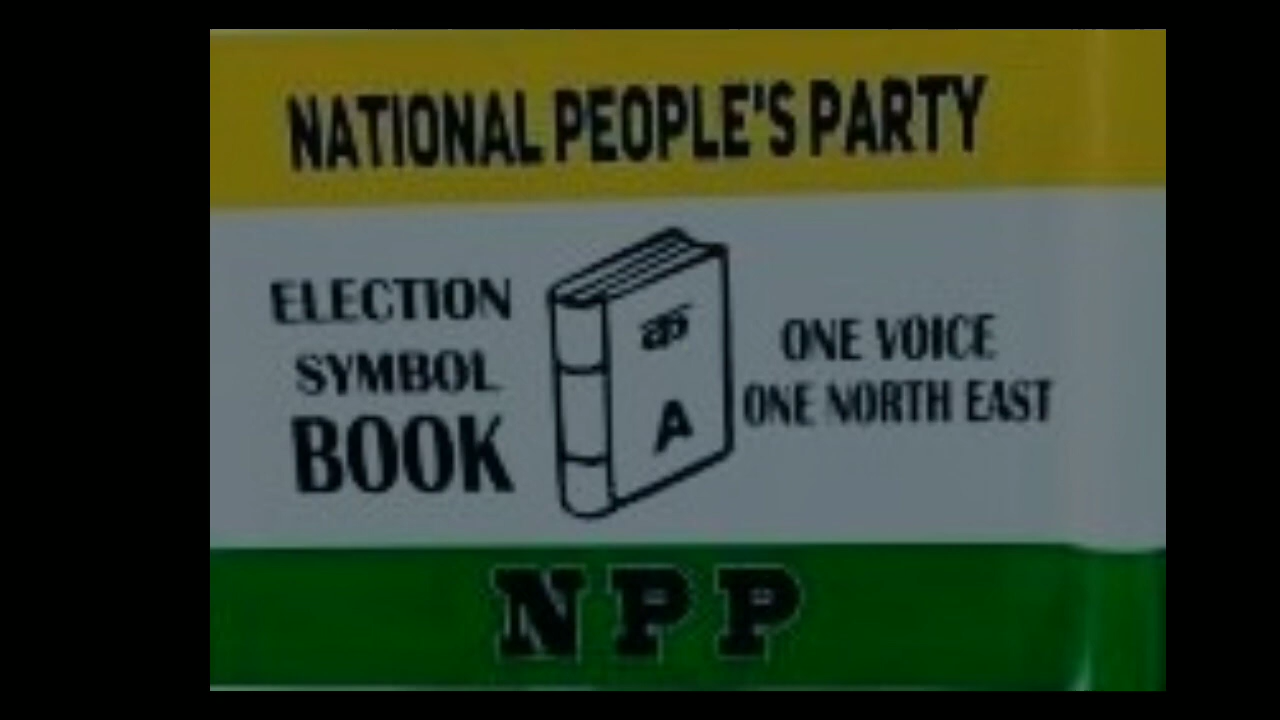 NATIONAL PEOPLE'S PARTY
ELECTION
SYMBOL
BOOK
क
A
ONE VOICE
ONE NORTH EAST
NPP